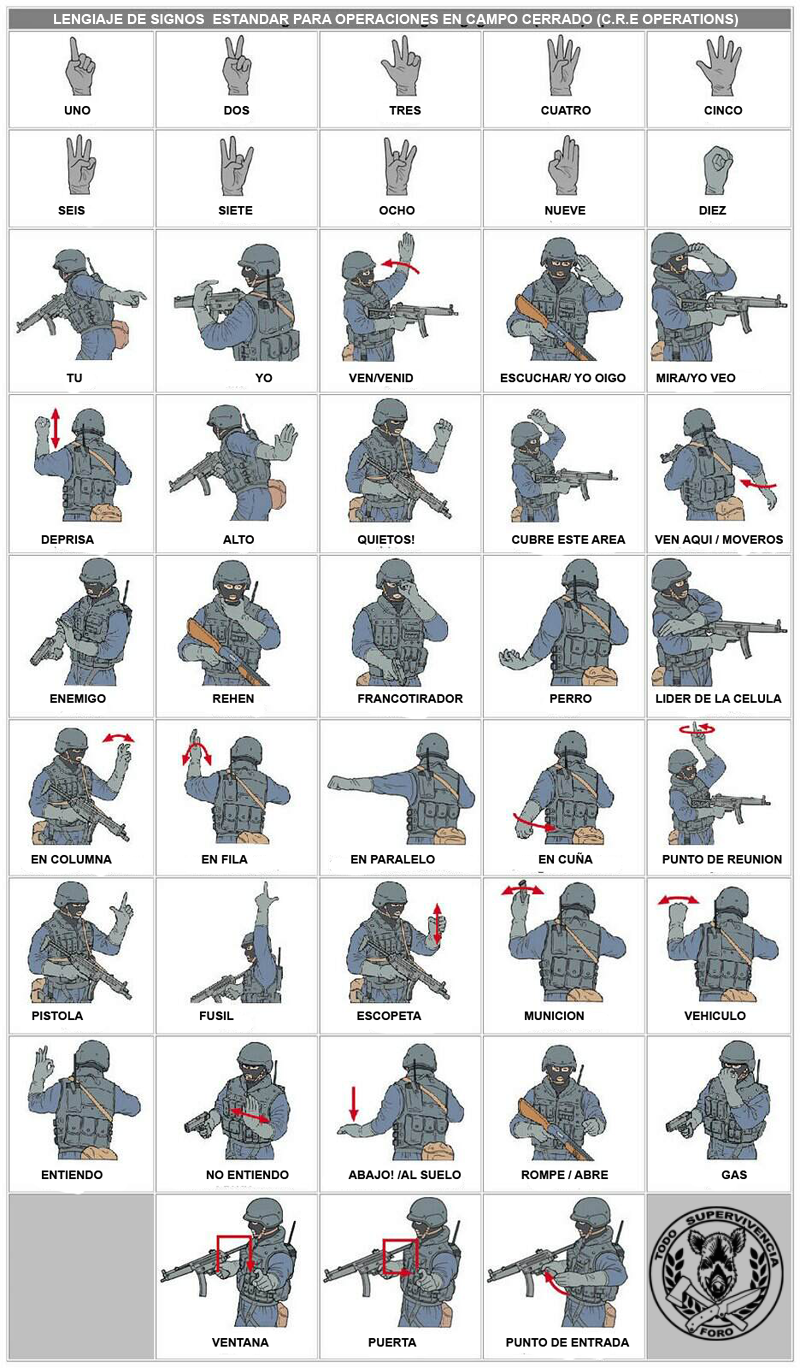 LENGIAJE DE SIGNOS ESTANDAR PARA OPERACIONES EN CAMPO CERRADO (C.R.E OPERATIONS)
UNO
DOS
TRES
CUATRO
CINCO
SEIS
SIETE
OCHO
NUEVE
DIEZ
TU
YO
VEN/VENID
ESCUCHAR/ YO OIGO
MIRA/YO VEO
DEPRISA
ALTO
QUIETOS!
CUBRE ESTE AREA
VEN AQUI / MOVEROS
ENEMIGO
REHEN
FRANCOTIRADOR
PERRO
LIDER DE LA CELULA
EN COLUMNA
EN FILA
EN PARALELO
EN CUÑA
PUNTO DE REUNION
PISTOLA
FUSIL
ESCOPETA
MUNICION
VEHICULO
ENTIENDO
NO ENTIENDO
ABAJO! /AL SUELO
ROMPE / ABRE
GAS
VENTANA
PUERTA
PUNTO DE ENTRADA
TODO SUPERVIVENCIA
FORO